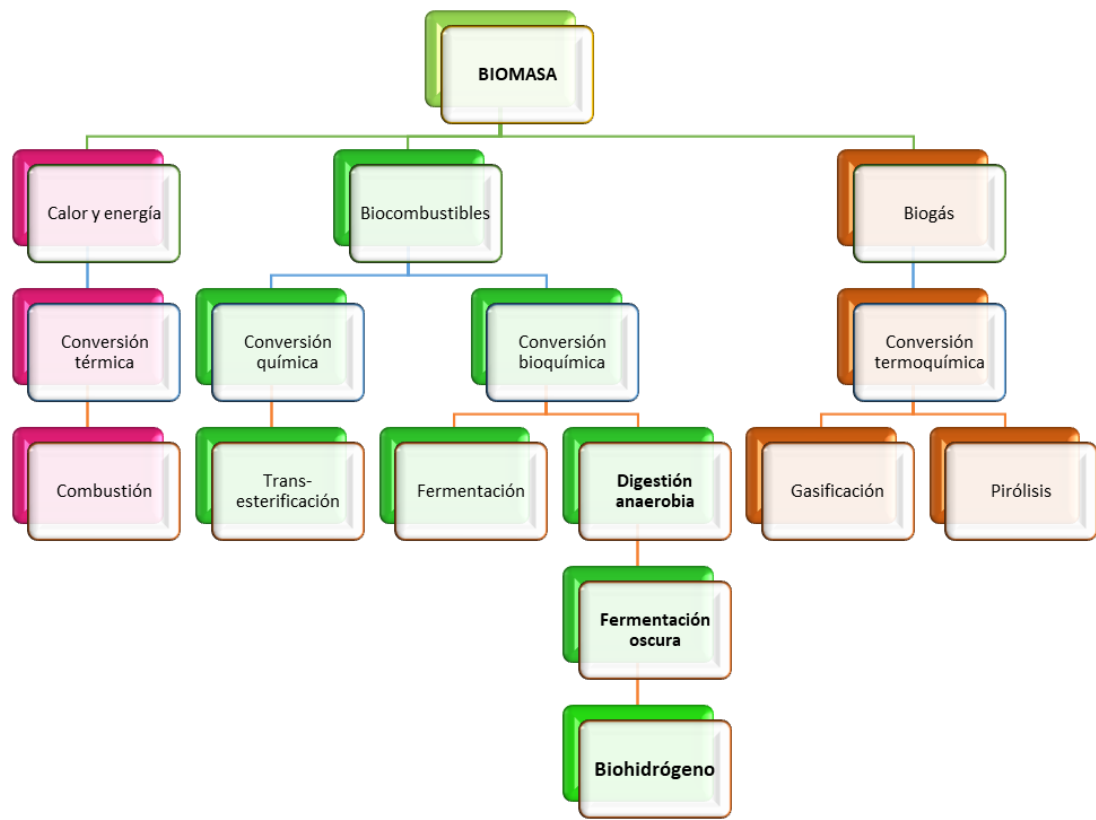 BIOMASA
Calor y energía
Biocombustibles
Biogás
Conversión
térmica
Conversión
química
Conversión
bioquímica
Conversión
termoquímica
Combustión
Trans-
esterificación
Fermentación
Digestión
anaerobia
Gasificación
Pirólisis
Fermentación
oscura
Biohidrógeno